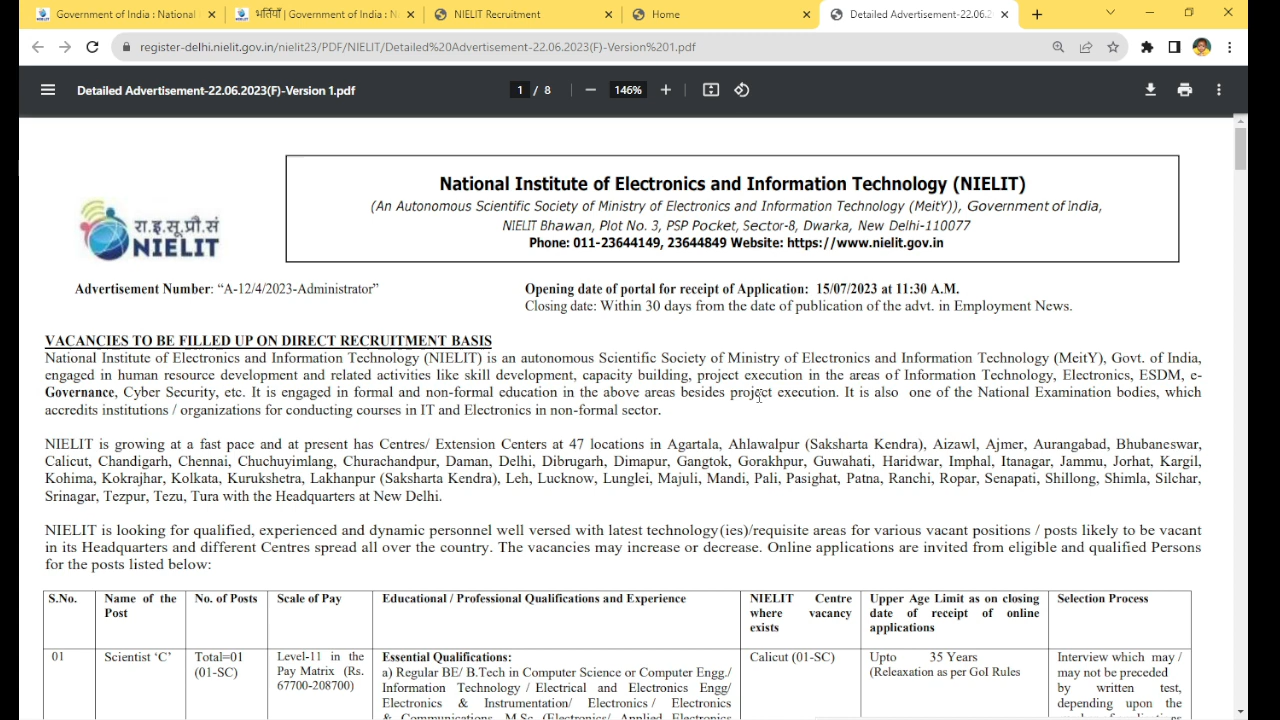 Government of India : National
भर्तियाँ | Government of India : N
NIELIT Recruitment
Home
Detailed Advertisement-22.06.2
register-delhi.nielit.gov.in/nielit23/PDF/NIELIT/Detailed%20Advertisement-22.06.2023(F)-Version%201.pdf
Detailed Advertisement-22.06.2023(F)-Version 1.pdf
1 / 8
146%
रा.इ.सू.प्रौ.सं
NIELIT
National Institute of Electronics and Information Technology (NIELIT)
(An Autonomous Scientific Society of Ministry of Electronics and Information Technology (MeitY)), Government of India,
NIELIT Bhawan, Plot No. 3, PSP Pocket, Sector-8, Dwarka, New Delhi-110077
Phone: 011-23644149, 23644849 Website: https://www.nielit.gov.in
Advertisement Number: “A-12/4/2023-Administrator”
Opening date of portal for receipt of Application: 15/07/2023 at 11:30 A.M.
Closing date: Within 30 days from the date of publication of the advt. in Employment News.
VACANCIES TO BE FILLED UP ON DIRECT RECRUITMENT BASIS
National Institute of Electronics and Information Technology (NIELIT) is an autonomous Scientific Society of Ministry of Electronics and Information Technology (MeitY), Govt. of India,
engaged in human resource development and related activities like skill development, capacity building, project execution in the areas of Information Technology, Electronics, ESDM, e-
Governance, Cyber Security, etc. It is engaged in formal and non-formal education in the above areas besides project execution. It is also one of the National Examination bodies, which
accredits institutions / organizations for conducting courses in IT and Electronics in non-formal sector.
NIELIT is growing at a fast pace and at present has Centres/ Extension Centers at 47 locations in Agartala, Ahlawalpur (Saksharta Kendra), Aizawl, Ajmer, Aurangabad, Bhubaneswar,
Calicut, Chandigarh, Chennai, Chuchuyimlang, Churachandpur, Daman, Delhi, Dibrugarh, Dimapur, Gangtok, Gorakhpur, Guwahati, Haridwar, Imphal, Itanagar, Jammu, Jorhat, Kargil,
Kohima, Kokrajhar, Kolkata, Kurukshetra, Lakhanpur (Saksharta Kendra), Leh, Lucknow, Lunglei, Majuli, Mandi, Pali, Pasighat, Patna, Ranchi, Ropar, Senapati, Shillong, Shimla, Silchar,
Srinagar, Tezpur, Tezu, Tura with the Headquarters at New Delhi.
NIELIT is looking for qualified, experienced and dynamic personnel well versed with latest technology(ies)/requisite areas for various vacant positions / posts likely to be vacant
in its Headquarters and different Centres spread all over the country. The vacancies may increase or decrease. Online applications are invited from eligible and qualified Persons
for the posts listed below:
S.No.
Name of the
Post
No. of Posts
Scale of Pay
Educational / Professional Qualifications and Experience
NIELIT Centre
where vacancy
exists
Upper Age Limit as on closing
date of receipt of online
applications
Selection Process
01
Scientist ‘C’
Total=01
(01-SC)
Level-11 in the
Pay Matrix (Rs.
67700-208700)
Essential Qualifications:
a) Regular BE/ B.Tech in Computer Science or Computer Engg./
Information Technology / Electrical and Electronics Engg/
Electronics & Instrumentation/ Electronics / Electronics
& Communications, M.Sc (Electronics/ Applied Electronics
Calicut (01-SC)
Upto 35 Years
(Releaxation as per GoI Rules
Interview which may /
may not be preceded
by written test,
depending upon the